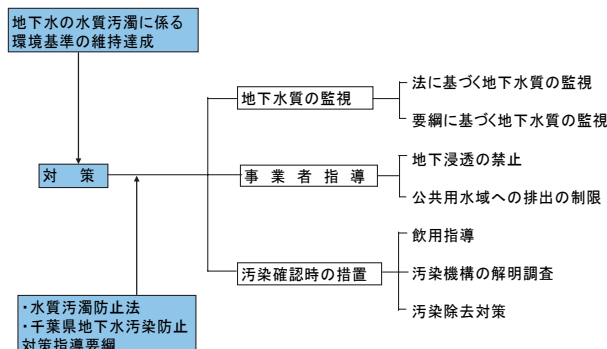 地下水の水質汚濁に係る
環境基準の維持達成
地下水質の監視
法に基づく地下水質の監視
要綱に基づく地下水質の監視
対　策
事　業　者　指　導
地下浸透の禁止
公共用水域への排出の制限
汚染確認時の措置
飲用指導
汚染機構の解明調査
汚染除去対策
・水質汚濁防止法
・千葉県地下水汚染防止
対策指導要綱